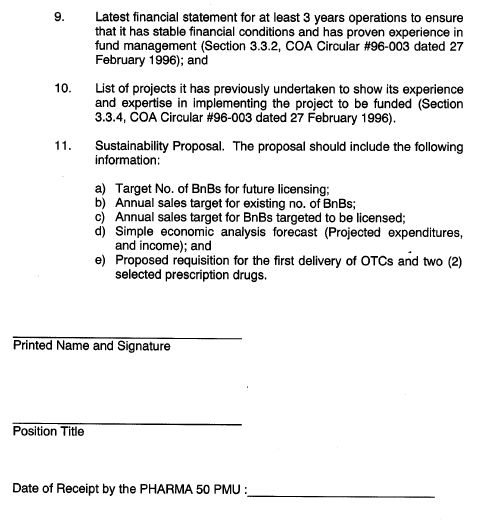 9. Latest financial statement for at least 3 years operations to ensure
that it has stable financial conditions and has proven experience in
fund management (Section 3.3.2, COA Circular #96-003 dated 27
February 1996); and
10. List of projects it has previously undertaken to show its experience
and expertise in implementing the project to be funded (Section
3.3.4, COA Circular #96-003 dated 27 February 1996).
11. Sustainability Proposal. The proposal should include the following
information:
a) Target No. of BnBs for future licensing;
b) Annual sales target for existing no. of BnBs;
c) Annual sales target for BnBs targeted to be licensed;
d) Simple economic analysis forecast (Projected expenditures,
and income); and
e) Proposed requisition for the first delivery of OTCs and two (2)
selected prescription drugs.
Printed Name and Signature
Position Title
Date of Receipt by the PHARMA 50 PMU :